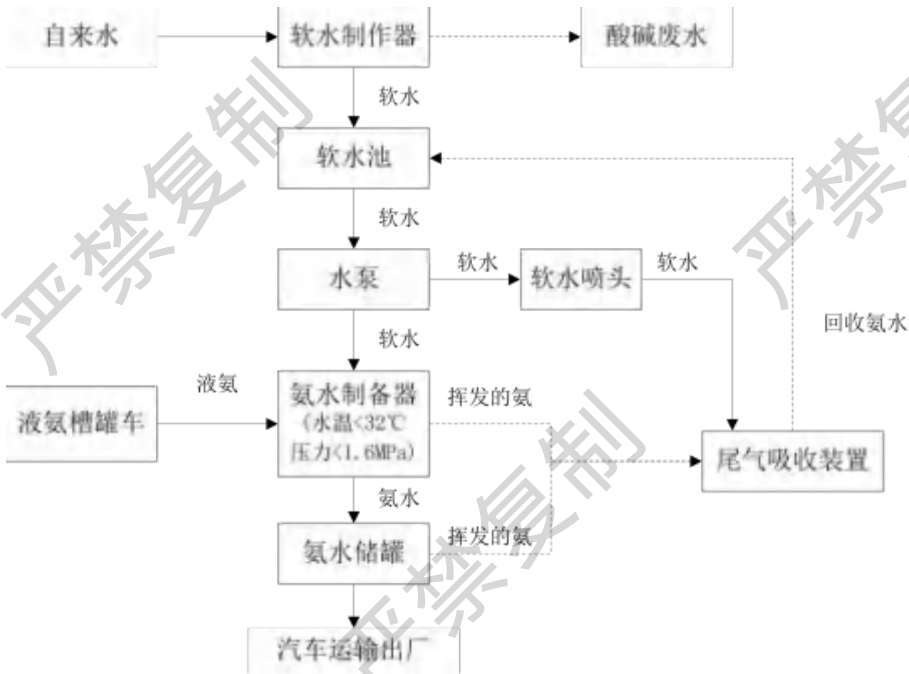 自来水
软水制作器
酸碱废水
软水
软水池
软水
水泵
软水
软水喷头
软水
回收氨水
软水
液氨槽罐车
液氨
氨水制备器
(水温<32℃
压力<1.6MPa)
挥发的氨
尾气吸收装置
氨水
氨水储罐
挥发的氨
汽车运输出厂
严禁复制
严禁复制
严禁复制